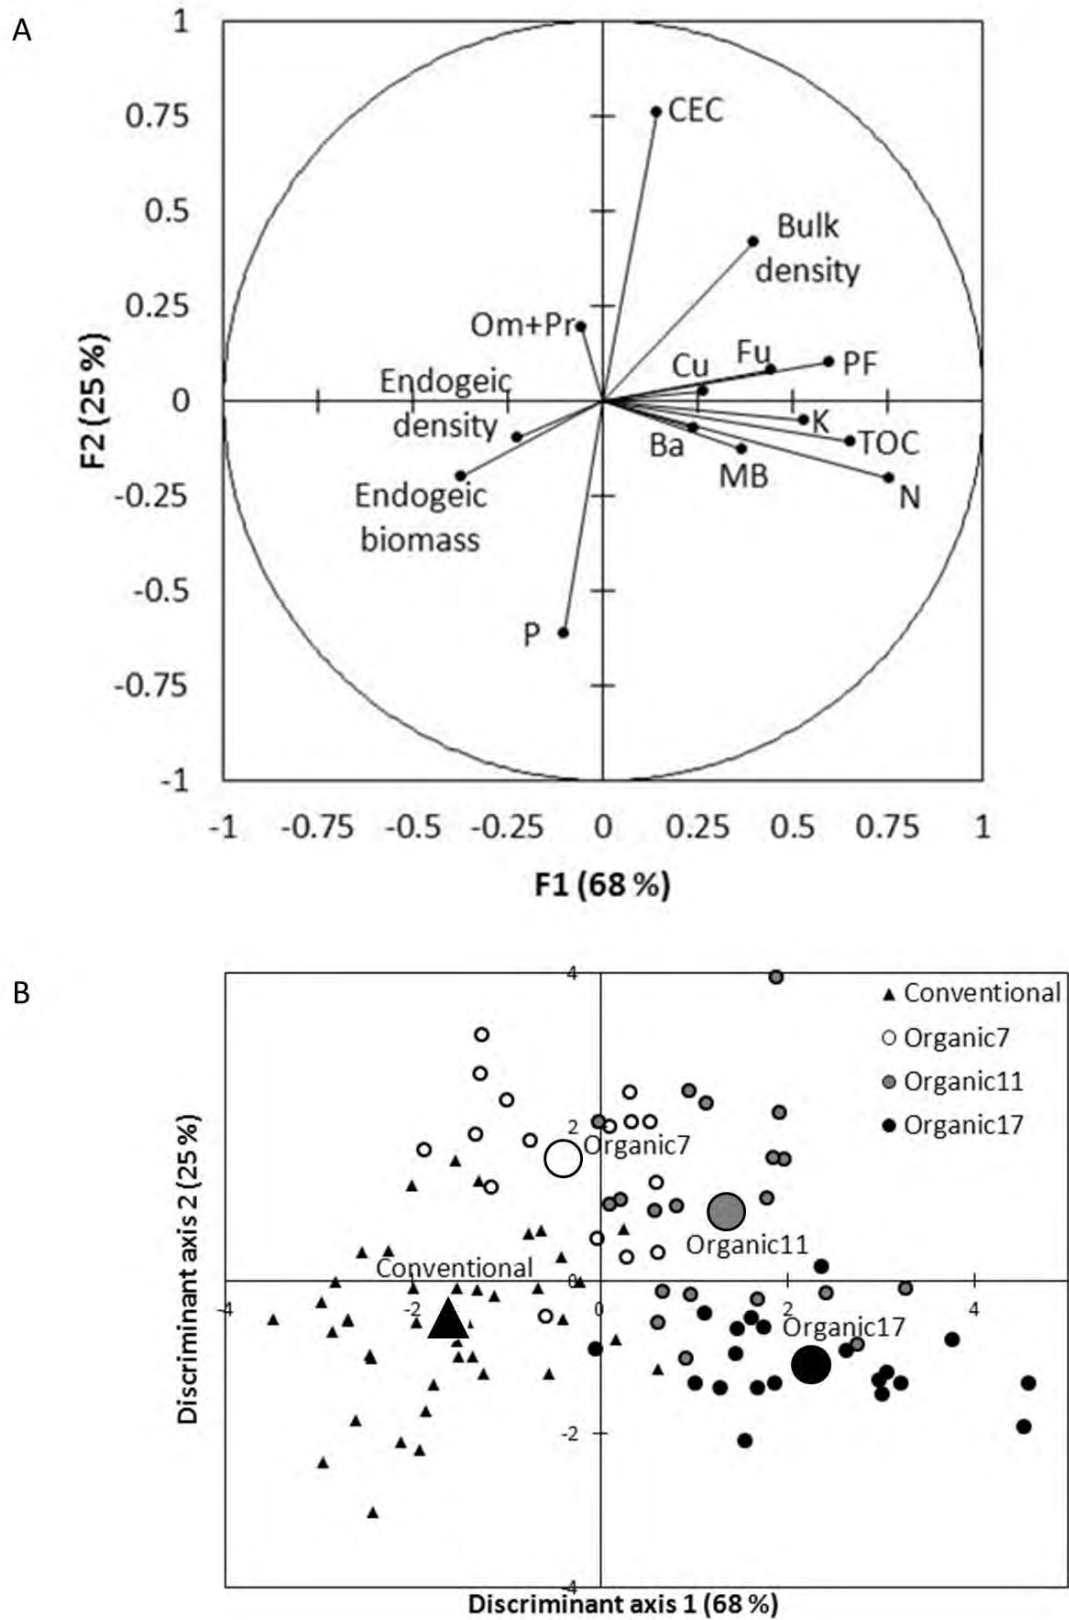 A
1
0.75
0.5
0.25
0
-0.25
-0.5
-0.75
-1
F2 (25 %)
CEC
Bulk
density
Om+Pr
Cu
Fu
PF
Endogeic
density
K
Ba
TOC
MB
N
Endogeic
biomass
P
-1 -0.75 -0.5 -0.25 0 0.25 0.5 0.75 1
F1 (68 %)
B
4
Conventional
Organic7
Organic11
Organic17
2
Organic7
Organic11
Conventional
0
-4 -2 0 2 4
Organic17
-2
-4
Discriminant axis 2 (25 %)
Discriminant axis 1 (68 %)